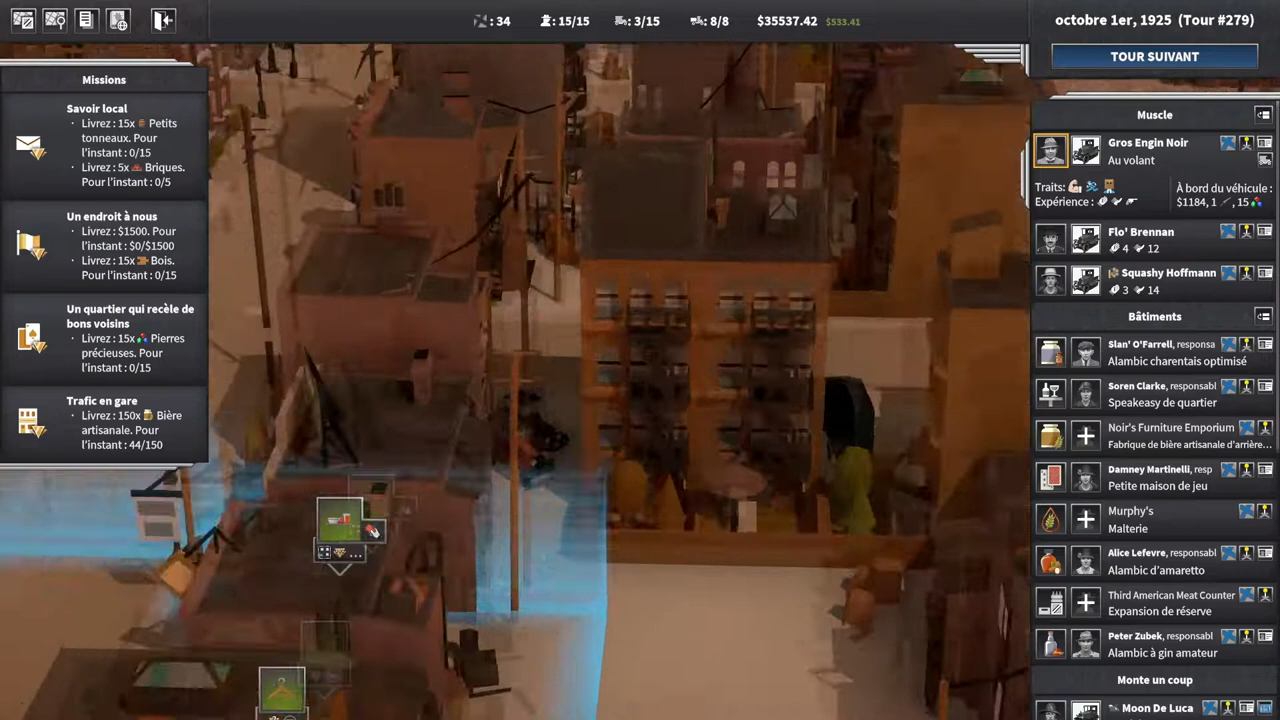 : 34
: 15/15
: 3/15
: 8/8
$35537.42 $533.41
octobre 1er, 1925 (Tour #279)
TOUR SUIVANT
Missions
Savoir local
Livrez : 15x Petits
tonneaux. Pour
l'instant : 0/15
Livrez : 5x Briques.
Pour l'instant : 0/5
Un endroit à nous
Livrez : $1500. Pour
l'instant : $0/$1500
Livrez : 15x Bois.
Pour l'instant : 0/15
Un quartier qui recèle de
bons voisins
Livrez : 15x Pierres
précieuses. Pour
l'instant : 0/15
Trafic en gare
Livrez : 150x Bière
artisanale. Pour
l'instant : 44/150
Muscle
Gros Engin Noir
Au volant
Traits:
Expérience :
À bord du véhicule :
$1184, 1 , 15
Flo' Brennan
4 12
Squashy Hoffmann
3 14
Bâtiments
Slan' O'Farrell, responsa
Alambic charentais optimisé
Soren Clarke, responsabl
Speakeasy de quartier
Noir's Furniture Emporium
Fabrique de bière artisanale d'arrière...
Damney Martinelli, resp
Petite maison de jeu
Murphy's
Malterie
Alice Lefevre, responsabl
Alambic d'amaretto
Third American Meat Counter
Expansion de réserve
Peter Zubek, responsabl
Alambic à gin amateur
Monte un coup
Moon De Luca